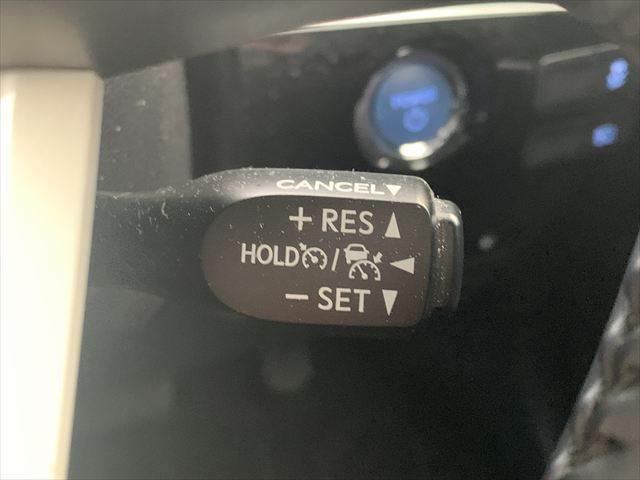 CANCEL▼
+ RES ▲
HOLD / ◀
− SET ▼